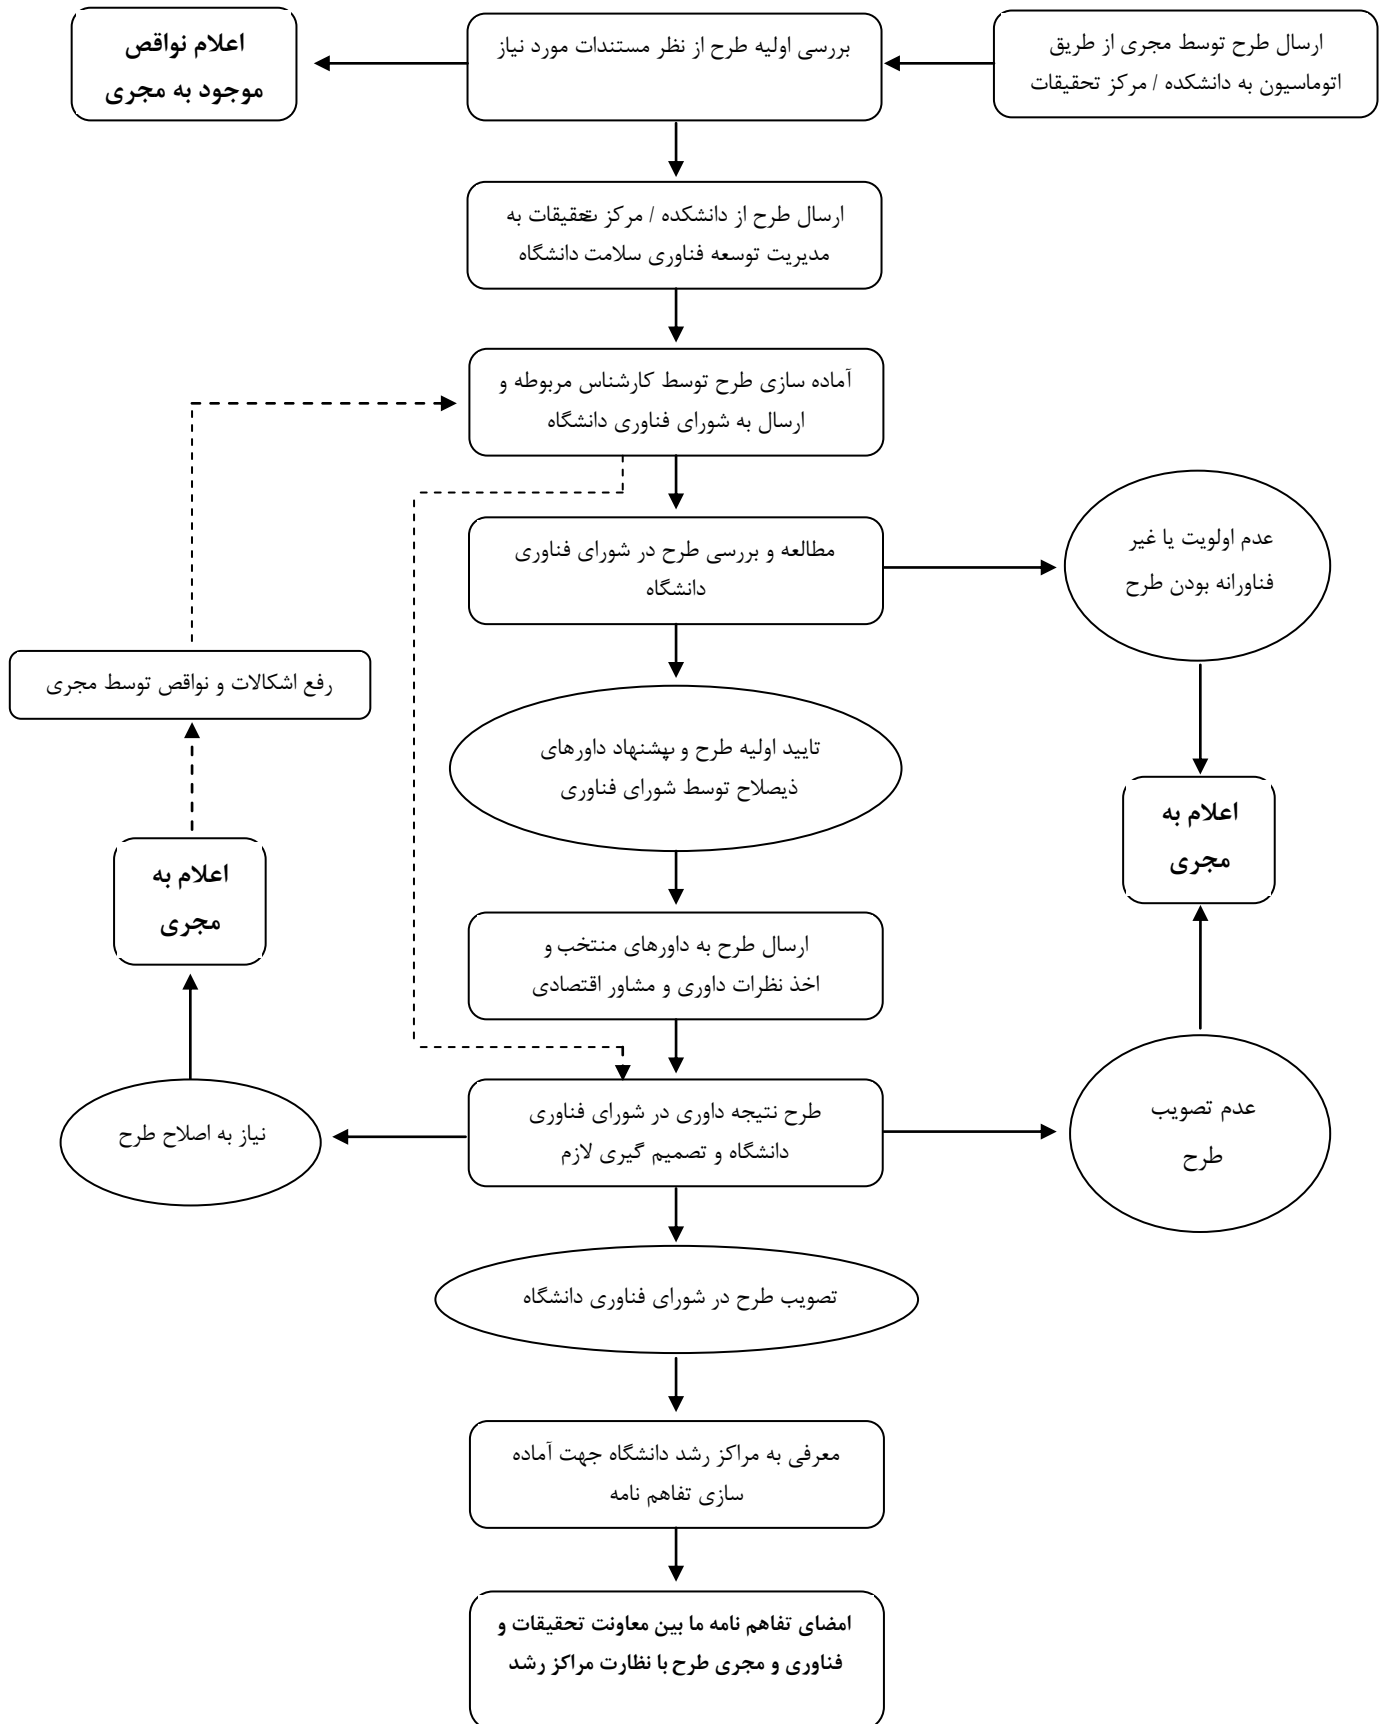 ارسال طرح توسط مجری از طریق
اتوماسیون به دانشکده / مرکز تحقیقات
بررسی اولیه طرح از نظر مستندات مورد نیاز
اعلام نواقص
موجود به مجری
ارسال طرح از دانشکده / مرکز تحقیقات به
مدیریت توسعه فناوری سلامت دانشگاه
آماده سازی طرح توسط کارشناس مربوطه و
ارسال به شورای فناوری دانشگاه
مطالعه و بررسی طرح در شورای فناوری
دانشگاه
عدم اولویت یا غیر
فناورانه بودن طرح
رفع اشکالات و نواقص توسط مجری
تایید اولیه طرح و پیشنهاد داورهای
ذیصلاح توسط شورای فناوری
اعلام به
مجری
اعلام به
مجری
ارسال طرح به داورهای منتخب و
اخذ نظرات داوری و مشاور اقتصادی
طرح نتیجه داوری در شورای فناوری
دانشگاه و تصمیم گیری لازم
عدم تصویب
طرح
نیاز به اصلاح طرح
تصویب طرح در شورای فناوری دانشگاه
معرفی به مراکز رشد دانشگاه جهت آماده
سازی تفاهم نامه
امضای تفاهم نامه ما بین معاونت تحقیقات و
فناوری و مجری طرح با نظارت مراکز رشد